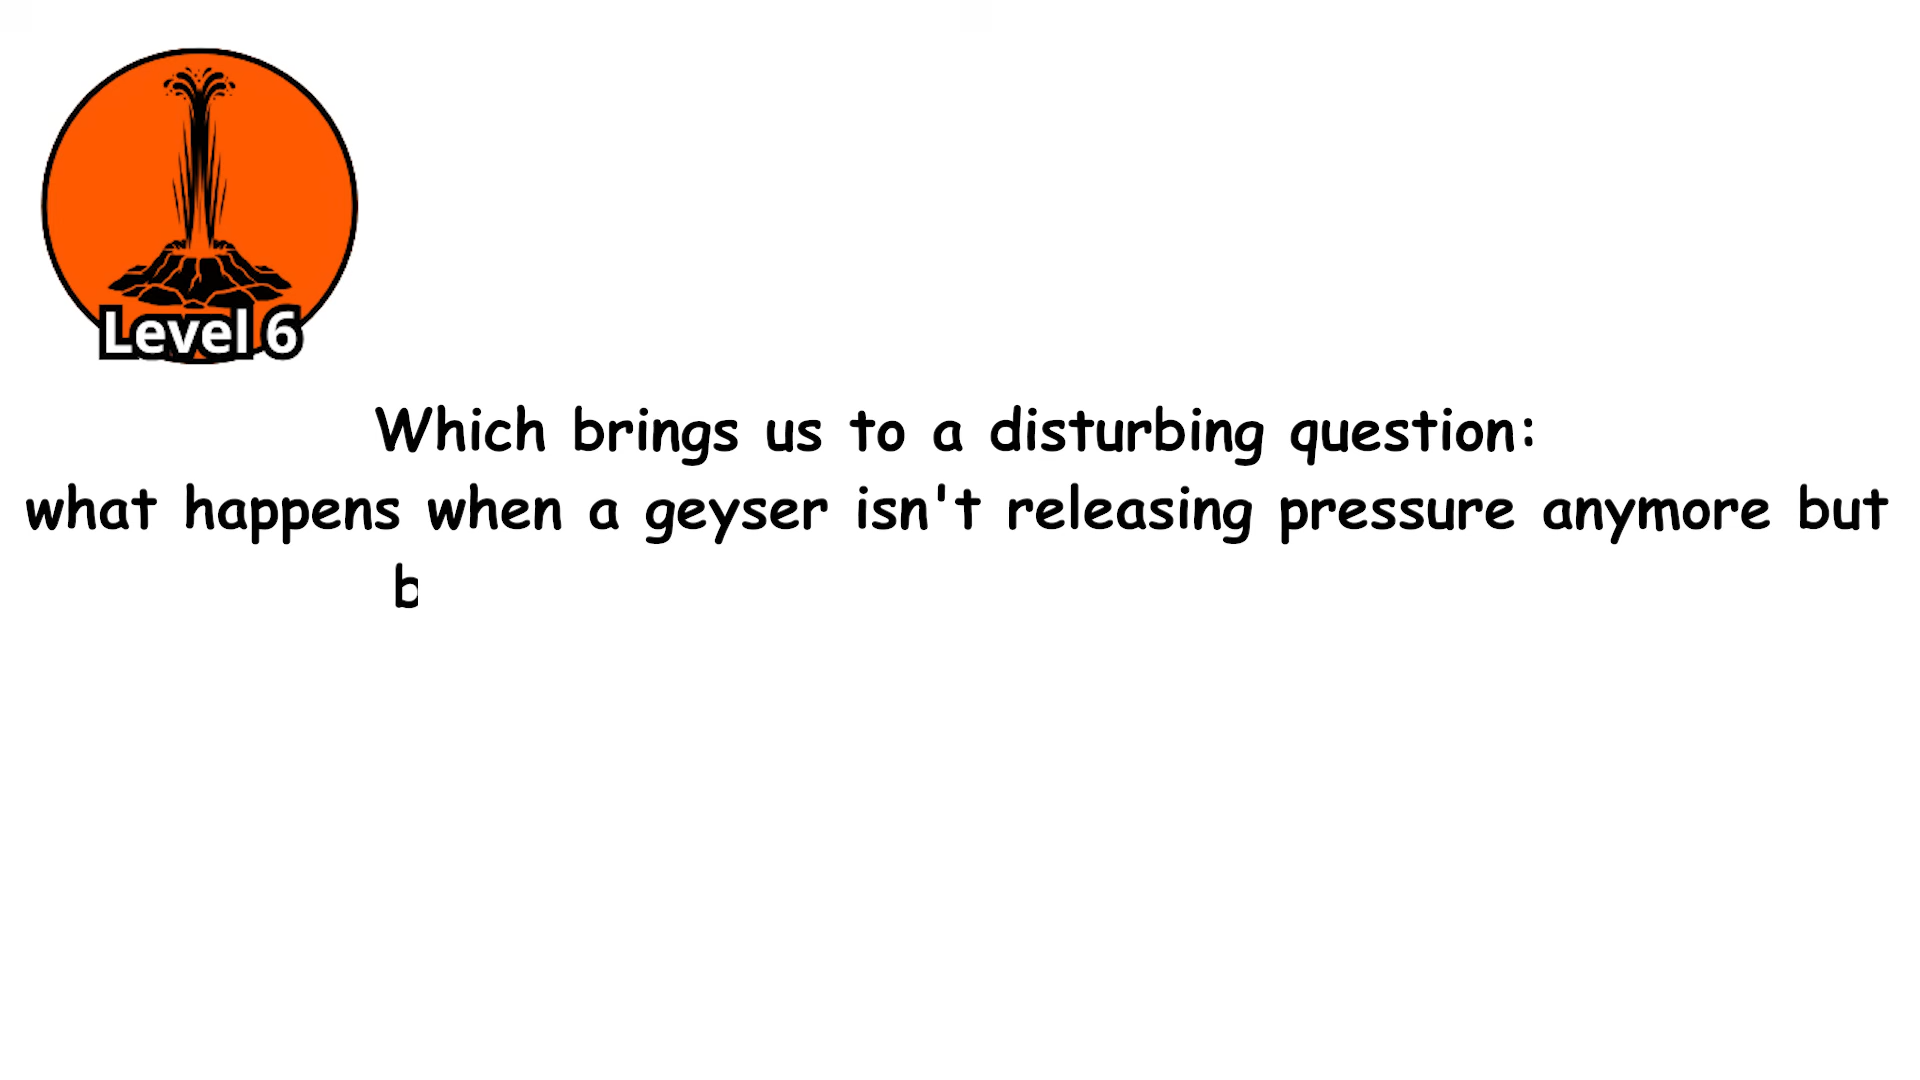 Level 6
Which brings us to a disturbing question:
what happens when a geyser isn't releasing pressure anymore but
b